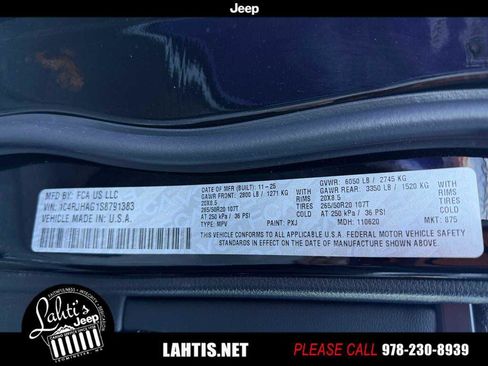 Jeep
MFD BY: FCA US LLC
VIN: 1C4RJHAG1S8791383
VEHICLE MADE IN: U.S.A.
DATE OF MFR (BUILT): 11-25
GVWR: 6050 LB / 2745 KG
GAWR FRONT: 2800 LB / 1271 KG WITH
GAWR REAR: 3350 LB / 1520 KG WITH
20X8.5 RIMS
20X8.5 RIMS
265/50R20 107T TIRES
265/50R20 107T TIRES
AT 250 kPa / 36 PSI
AT 250 kPa / 36 PSI
TYPE: MPV PAINT: PXJ MDH: 110620 MKT: 875
THIS VEHICLE CONFORMS TO ALL APPLICABLE U.S.A. FEDERAL MOTOR VEHICLE SAFETY
STANDARDS IN EFFECT ON THE DATE OF MANUFACTURE SHOWN ABOVE
Lahti's
Jeep
LAHTIS.NET
PLEASE CALL 978-230-8939